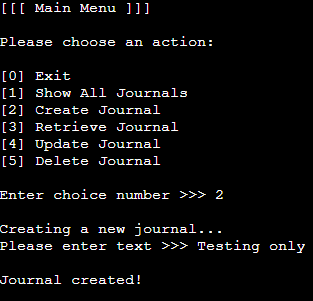 [[[ Main Menu ]]]
Please choose an action:
[0] Exit
[1] Show All Journals
[2] Create Journal
[3] Retrieve Journal
[4] Update Journal
[5] Delete Journal
Enter choice number >>> 2
Creating a new journal...
Please enter text >>> Testing only
Journal created!